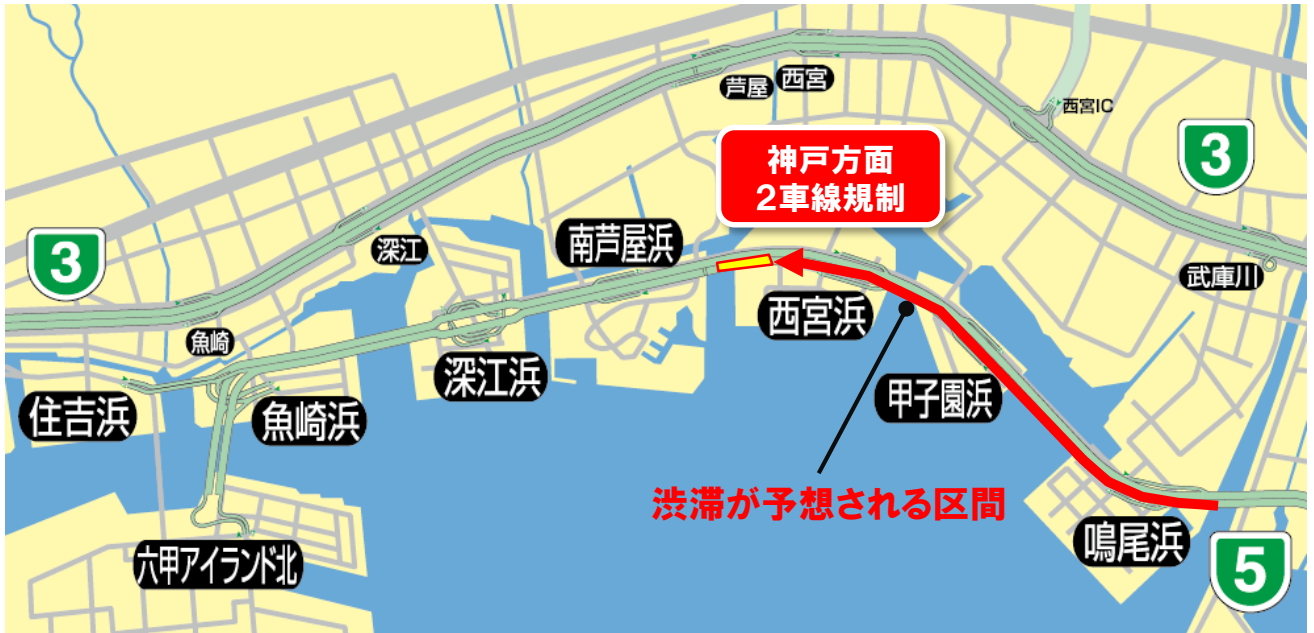 芦屋
西宮
西宮IC
3
神戸方面
2車線規制
3
深江
南芦屋浜
武庫川
魚崎
西宮浜
深江浜
甲子園浜
住吉浜
魚崎浜
渋滞が予想される区間
鳴尾浜
六甲アイランド北
5